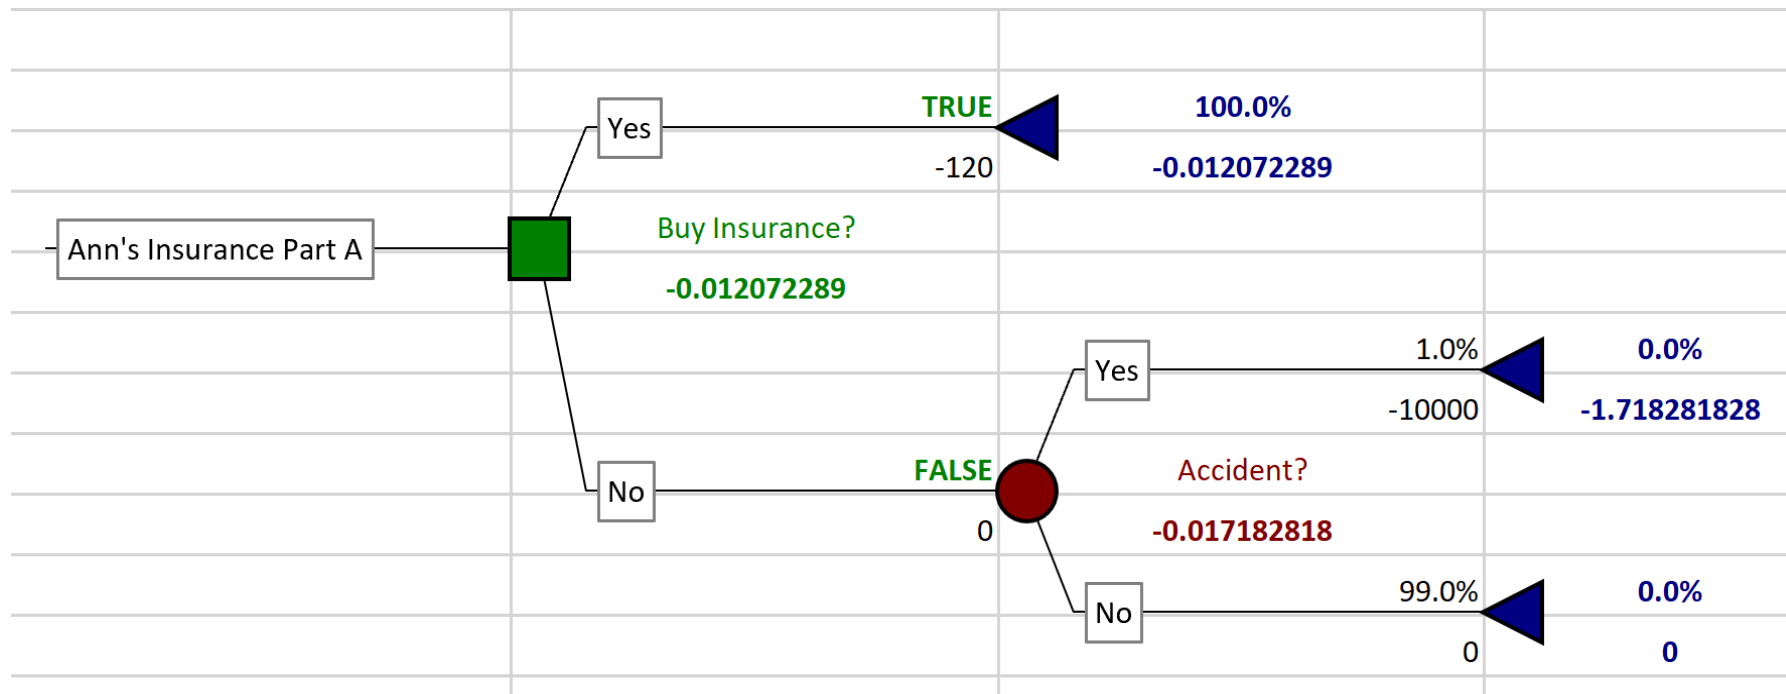 TRUE 100.0%
Yes
-120 -0.012072289
Buy Insurance?
Ann's Insurance Part A
-0.012072289
1.0% 0.0%
Yes
-10000 -1.718281828
FALSE Accident?
No
0 -0.017182818
99.0% 0.0%
No
0 0